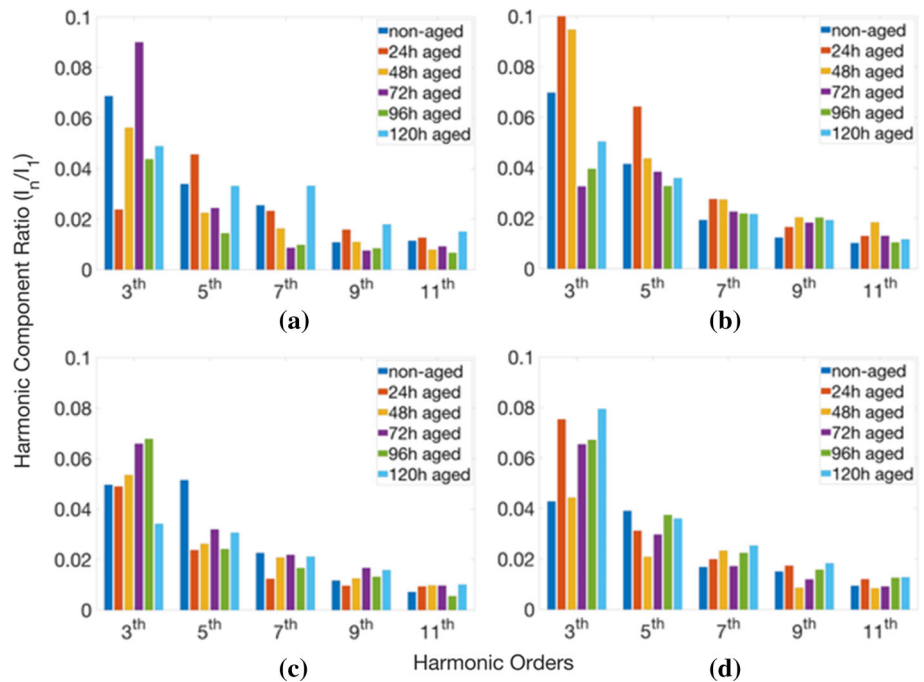 Harmonic Component Ratio (Iₙ/I₁)
0.1
0.08
0.06
0.04
0.02
0
non-aged
24h aged
48h aged
72h aged
96h aged
120h aged
3ᵗʰ 5ᵗʰ 7ᵗʰ 9ᵗʰ 11ᵗʰ
(a)
0.1
0.08
0.06
0.04
0.02
0
non-aged
24h aged
48h aged
72h aged
96h aged
120h aged
3ᵗʰ 5ᵗʰ 7ᵗʰ 9ᵗʰ 11ᵗʰ
(b)
0.1
0.08
0.06
0.04
0.02
0
non-aged
24h aged
48h aged
72h aged
96h aged
120h aged
3ᵗʰ 5ᵗʰ 7ᵗʰ 9ᵗʰ 11ᵗʰ
(c)
0.1
0.08
0.06
0.04
0.02
0
non-aged
24h aged
48h aged
72h aged
96h aged
120h aged
3ᵗʰ 5ᵗʰ 7ᵗʰ 9ᵗʰ 11ᵗʰ
(d)
Harmonic Orders